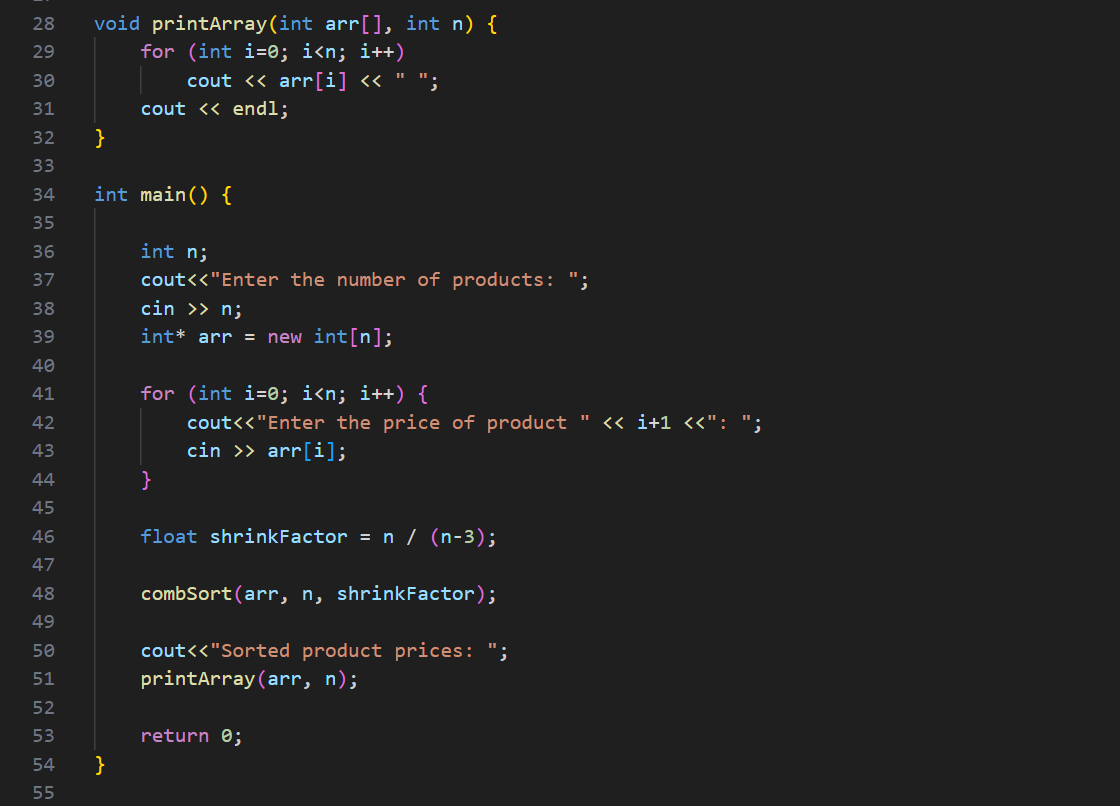 28 void printArray(int arr[], int n) {
29     for (int i=0; i<n; i++)
30         cout << arr[i] << " ";
31     cout << endl;
32 }
33
34 int main() {
35
36     int n;
37     cout<<"Enter the number of products: ";
38     cin >> n;
39     int* arr = new int[n];
40
41     for (int i=0; i<n; i++) {
42         cout<<"Enter the price of product " << i+1 <<": ";
43         cin >> arr[i];
44     }
45
46     float shrinkFactor = n / (n-3);
47
48     combSort(arr, n, shrinkFactor);
49
50     cout<<"Sorted product prices: ";
51     printArray(arr, n);
52
53     return 0;
54 }
55